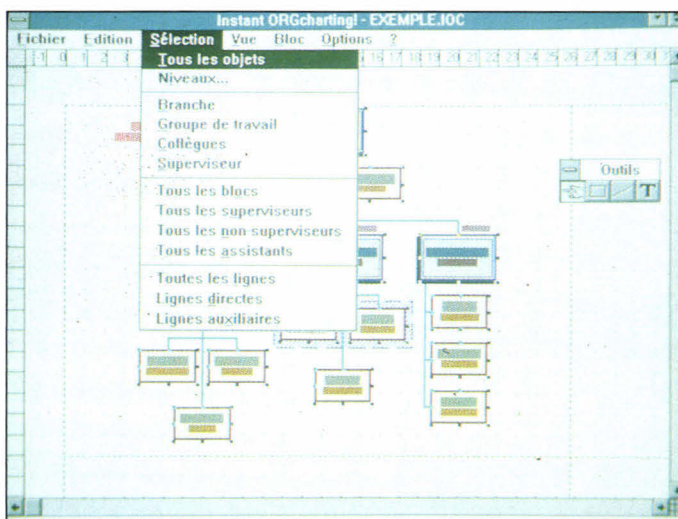 Instant ORGcharting! - EXEMPLE.IOC
Fichier Edition Sélection Vue Bloc Options ?
Tous les objets
Niveaux...
Branche
Groupe de travail
Collègues
Superviseur
Tous les blocs
Tous les superviseurs
Tous les non-superviseurs
Tous les assistants
Toutes les lignes
Lignes directes
Lignes auxiliaires
Outils
T